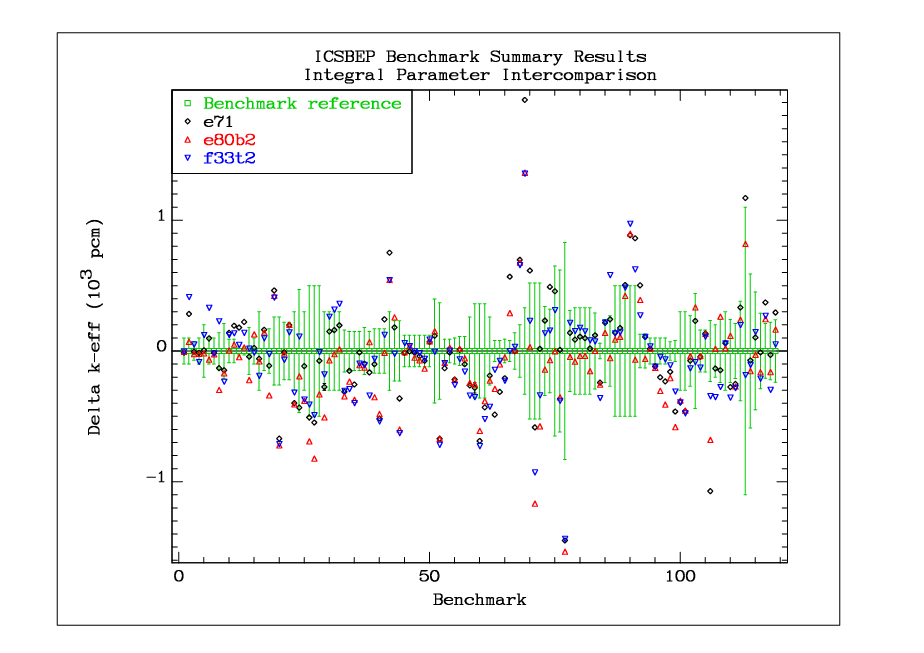 ICSBEP Benchmark Summary Results
Integral Parameter Intercomparison
Benchmark reference
e71
e80b2
f33t2
Delta k-eff (10³ pcm)
1
0
−1
0
50
100
Benchmark